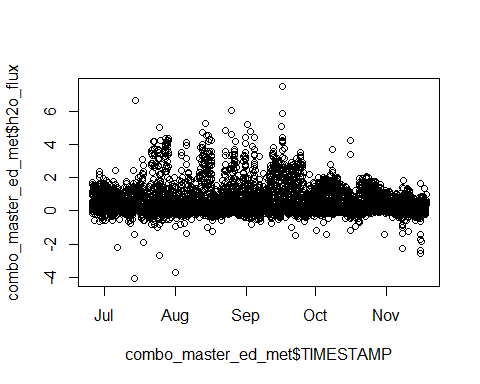 combo_master_ed_met$h2o_flux
6
4
2
0
-2
-4
Jul Aug Sep Oct Nov
combo_master_ed_met$TIMESTAMP